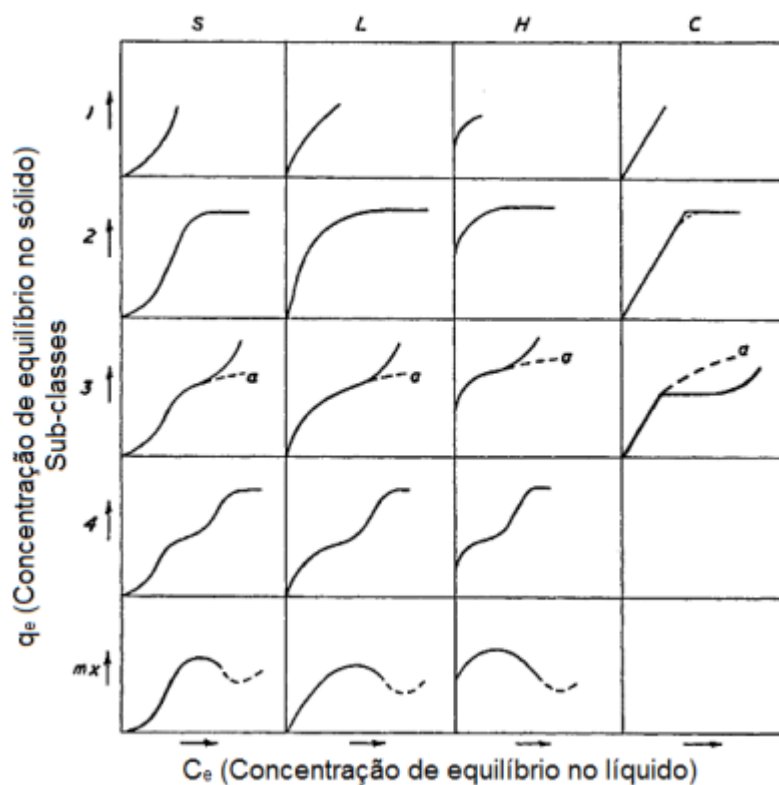 S L H C
1
2
3
a a a a
4
mx
qₑ (Concentração de equilíbrio no sólido)
Sub-classes
Cₑ (Concentração de equilíbrio no líquido)